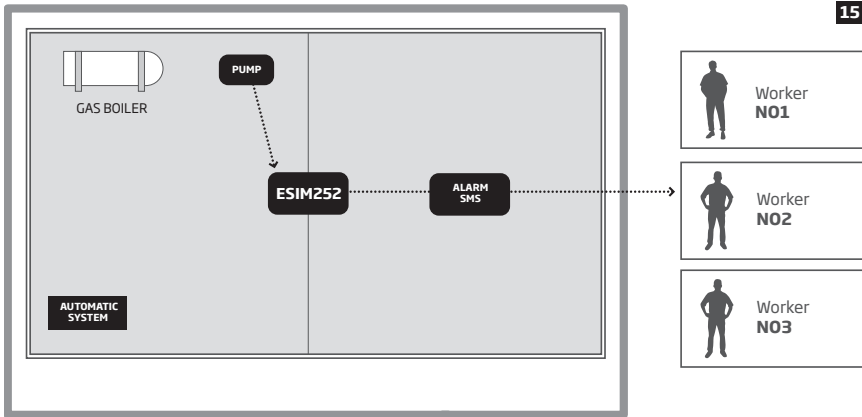 15
PUMP
GAS BOILER
Worker
NO1
ESIM252
ALARM
SMS
Worker
NO2
AUTOMATIC
SYSTEM
Worker
NO3